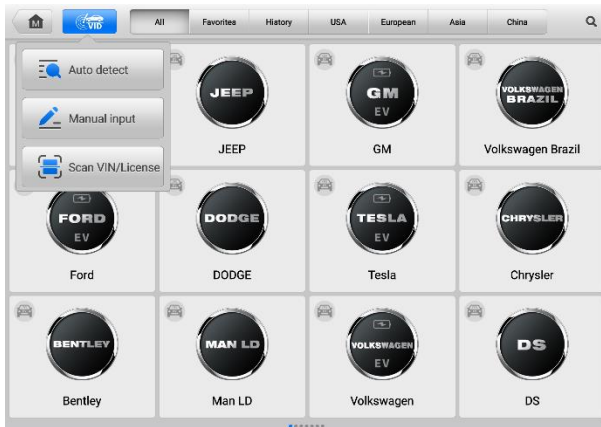 M
VID
All
Favorites
History
USA
European
Asia
China
Auto detect
Manual input
Scan VIN/License
JEEP
JEEP
GM
EV
GM
VOLKSWAGEN
BRAZIL
Volkswagen Brazil
FORD
EV
Ford
DODGE
DODGE
TESLA
EV
Tesla
CHRYSLER
Chrysler
BENTLEY
Bentley
MAN LD
Man LD
VOLKSWAGEN
EV
Volkswagen
DS
DS